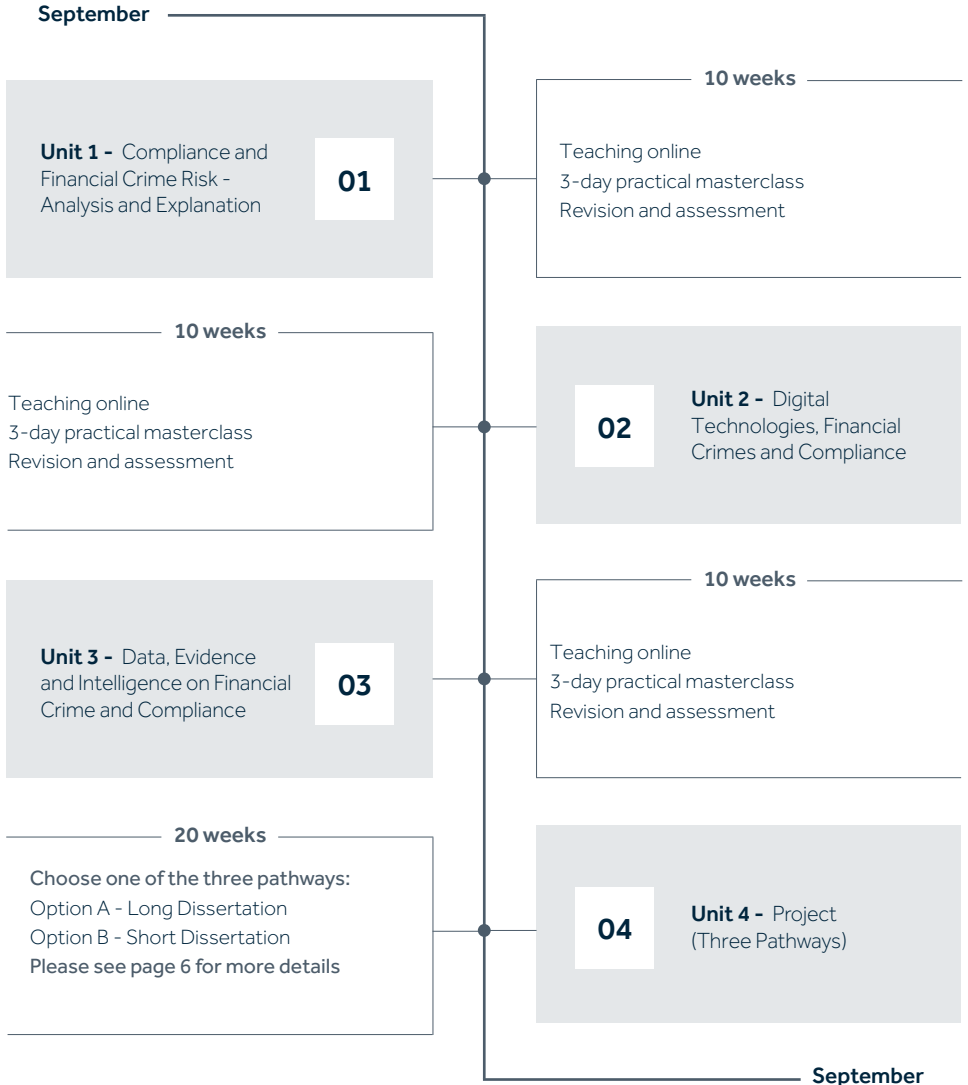 September
Unit 1 - Compliance and
Financial Crime Risk -
Analysis and Explanation
01
10 weeks
Teaching online
3-day practical masterclass
Revision and assessment
10 weeks
Teaching online
3-day practical masterclass
Revision and assessment
02
Unit 2 - Digital
Technologies, Financial
Crimes and Compliance
Unit 3 - Data, Evidence
and Intelligence on Financial
Crime and Compliance
03
10 weeks
Teaching online
3-day practical masterclass
Revision and assessment
20 weeks
Choose one of the three pathways:
Option A - Long Dissertation
Option B - Short Dissertation
Please see page 6 for more details
04
Unit 4 - Project
(Three Pathways)
September